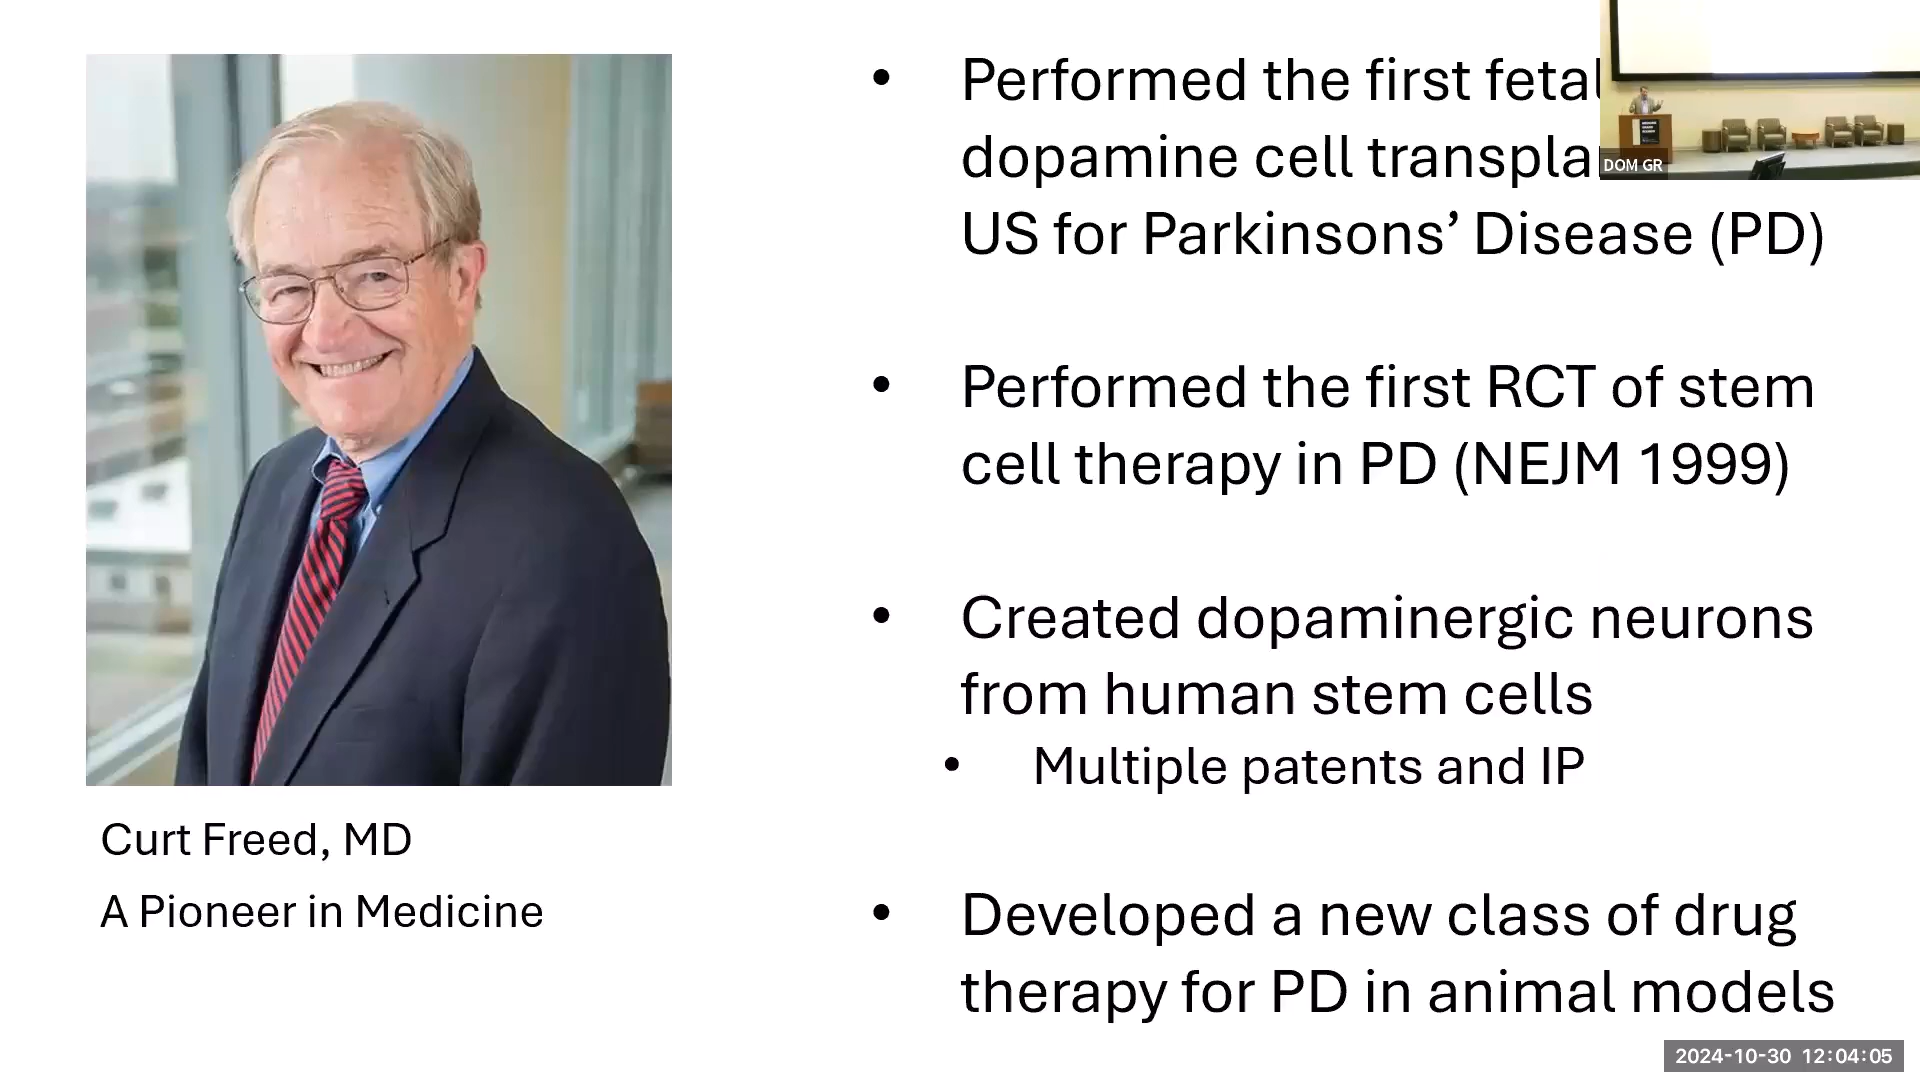 • Performed the first fetal
dopamine cell
US for Parkinsons’ Disease (PD)
• Performed the first RCT of stem
cell therapy in PD (NEJM 1999)
• Created dopaminergic neurons
from human stem cells
• Multiple patents and IP
• Developed a new class of drug
therapy for PD in animal models
Curt Freed, MD
A Pioneer in Medicine
DOM GR
2024-10-30 12:04:05